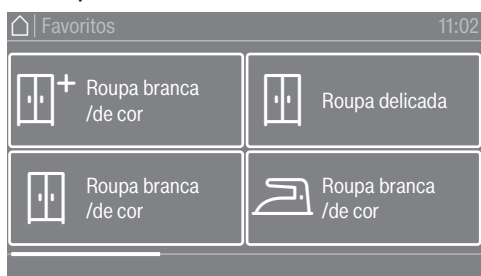 Favoritos 11:02
Roupa branca
/de cor
Roupa delicada
Roupa branca
/de cor
Roupa branca
/de cor